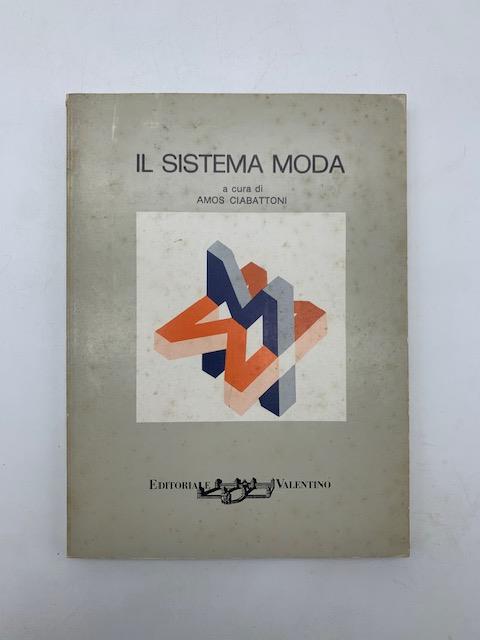 IL SISTEMA MODA
a cura di
AMOS CIABATTONI
EDITORIALE VALENTINO